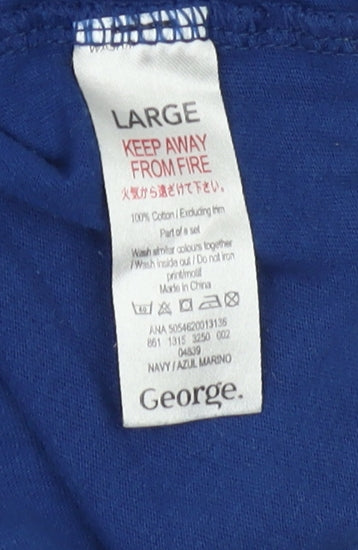 LARGE
KEEP AWAY
FROM FIRE
火気から遠ざけて下さい。
100% Cotton / Excluding trim
Part of a set
Wash similar colours together
/ Wash inside out / Do not iron
print/motif
Made in China
40
ANA 5054620013136
861 1315 3250 002
04839
NAVY / AZUL MARINO
George.